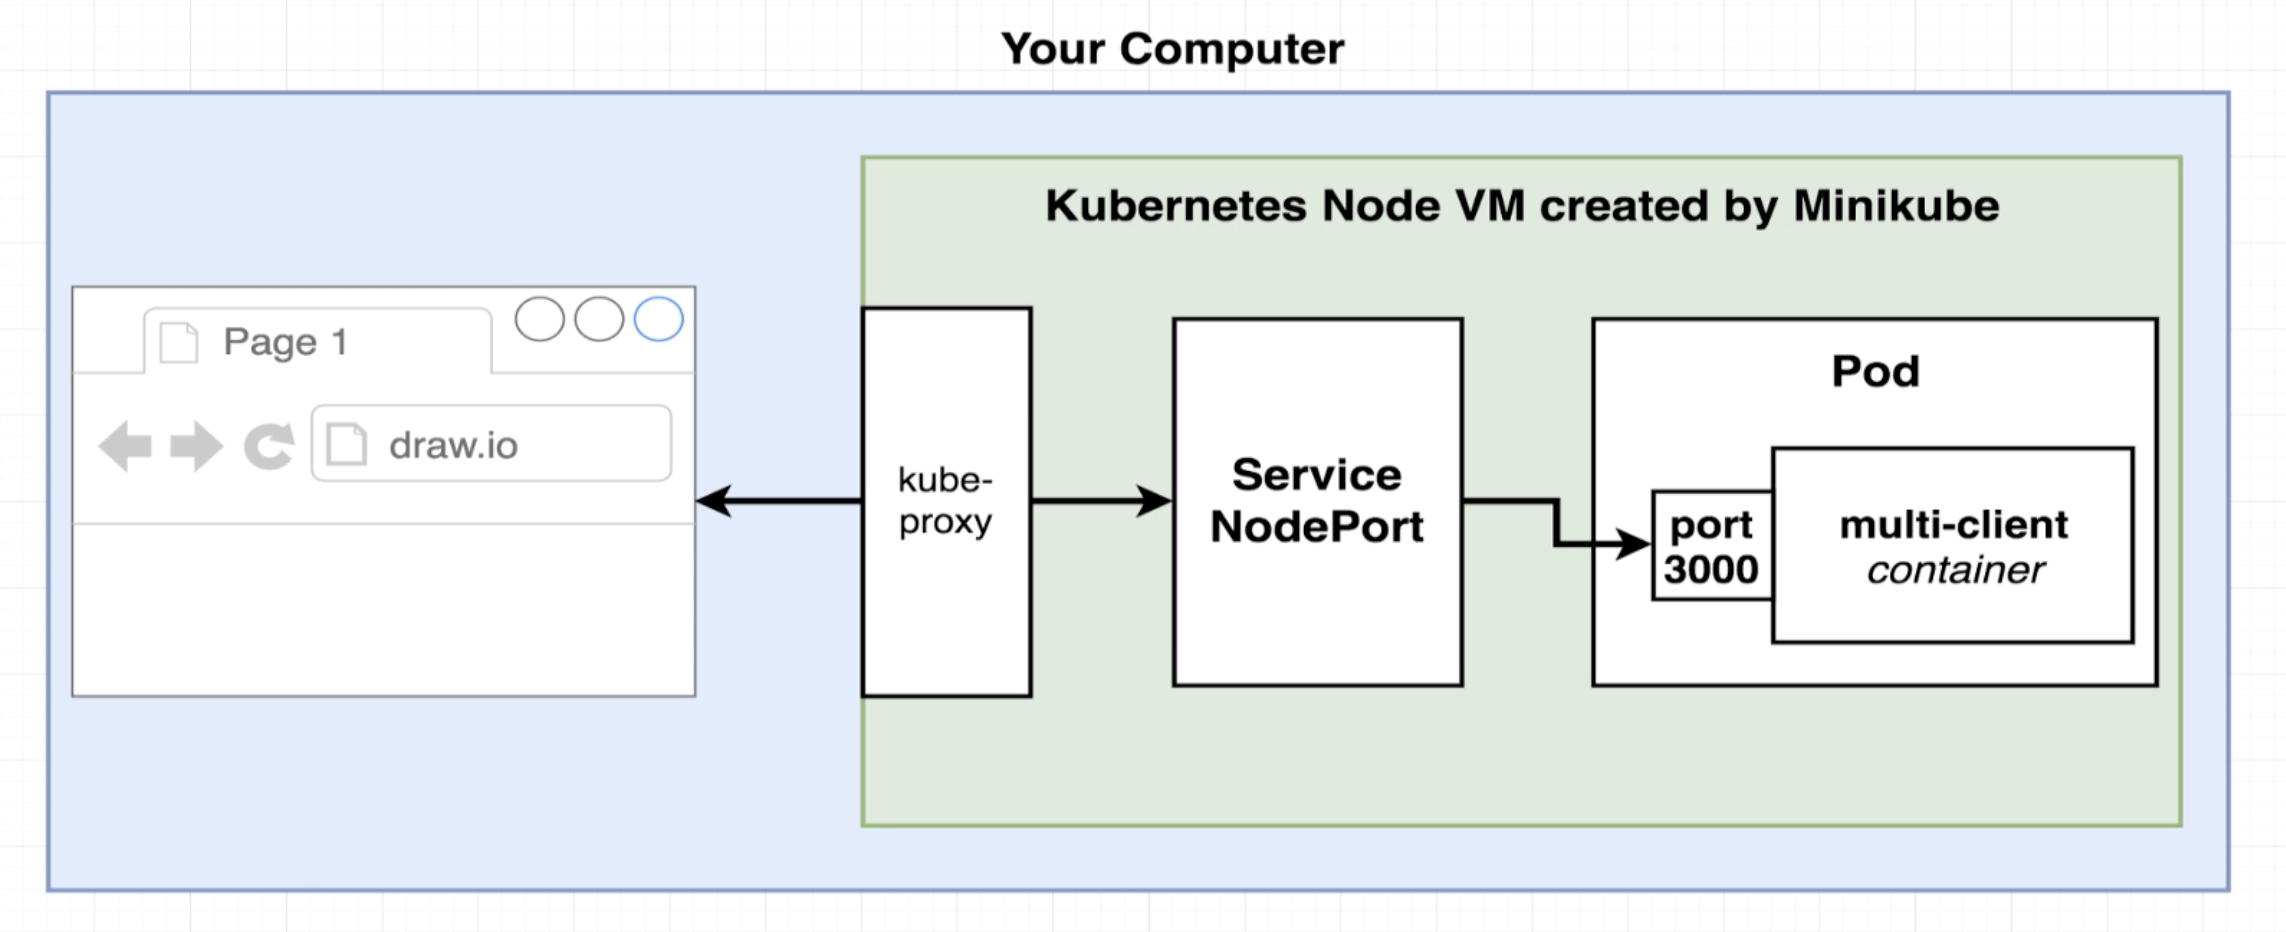 Your Computer
Kubernetes Node VM created by Minikube
Page 1
draw.io
kube-
proxy
Service
NodePort
Pod
port
3000
multi-client
container